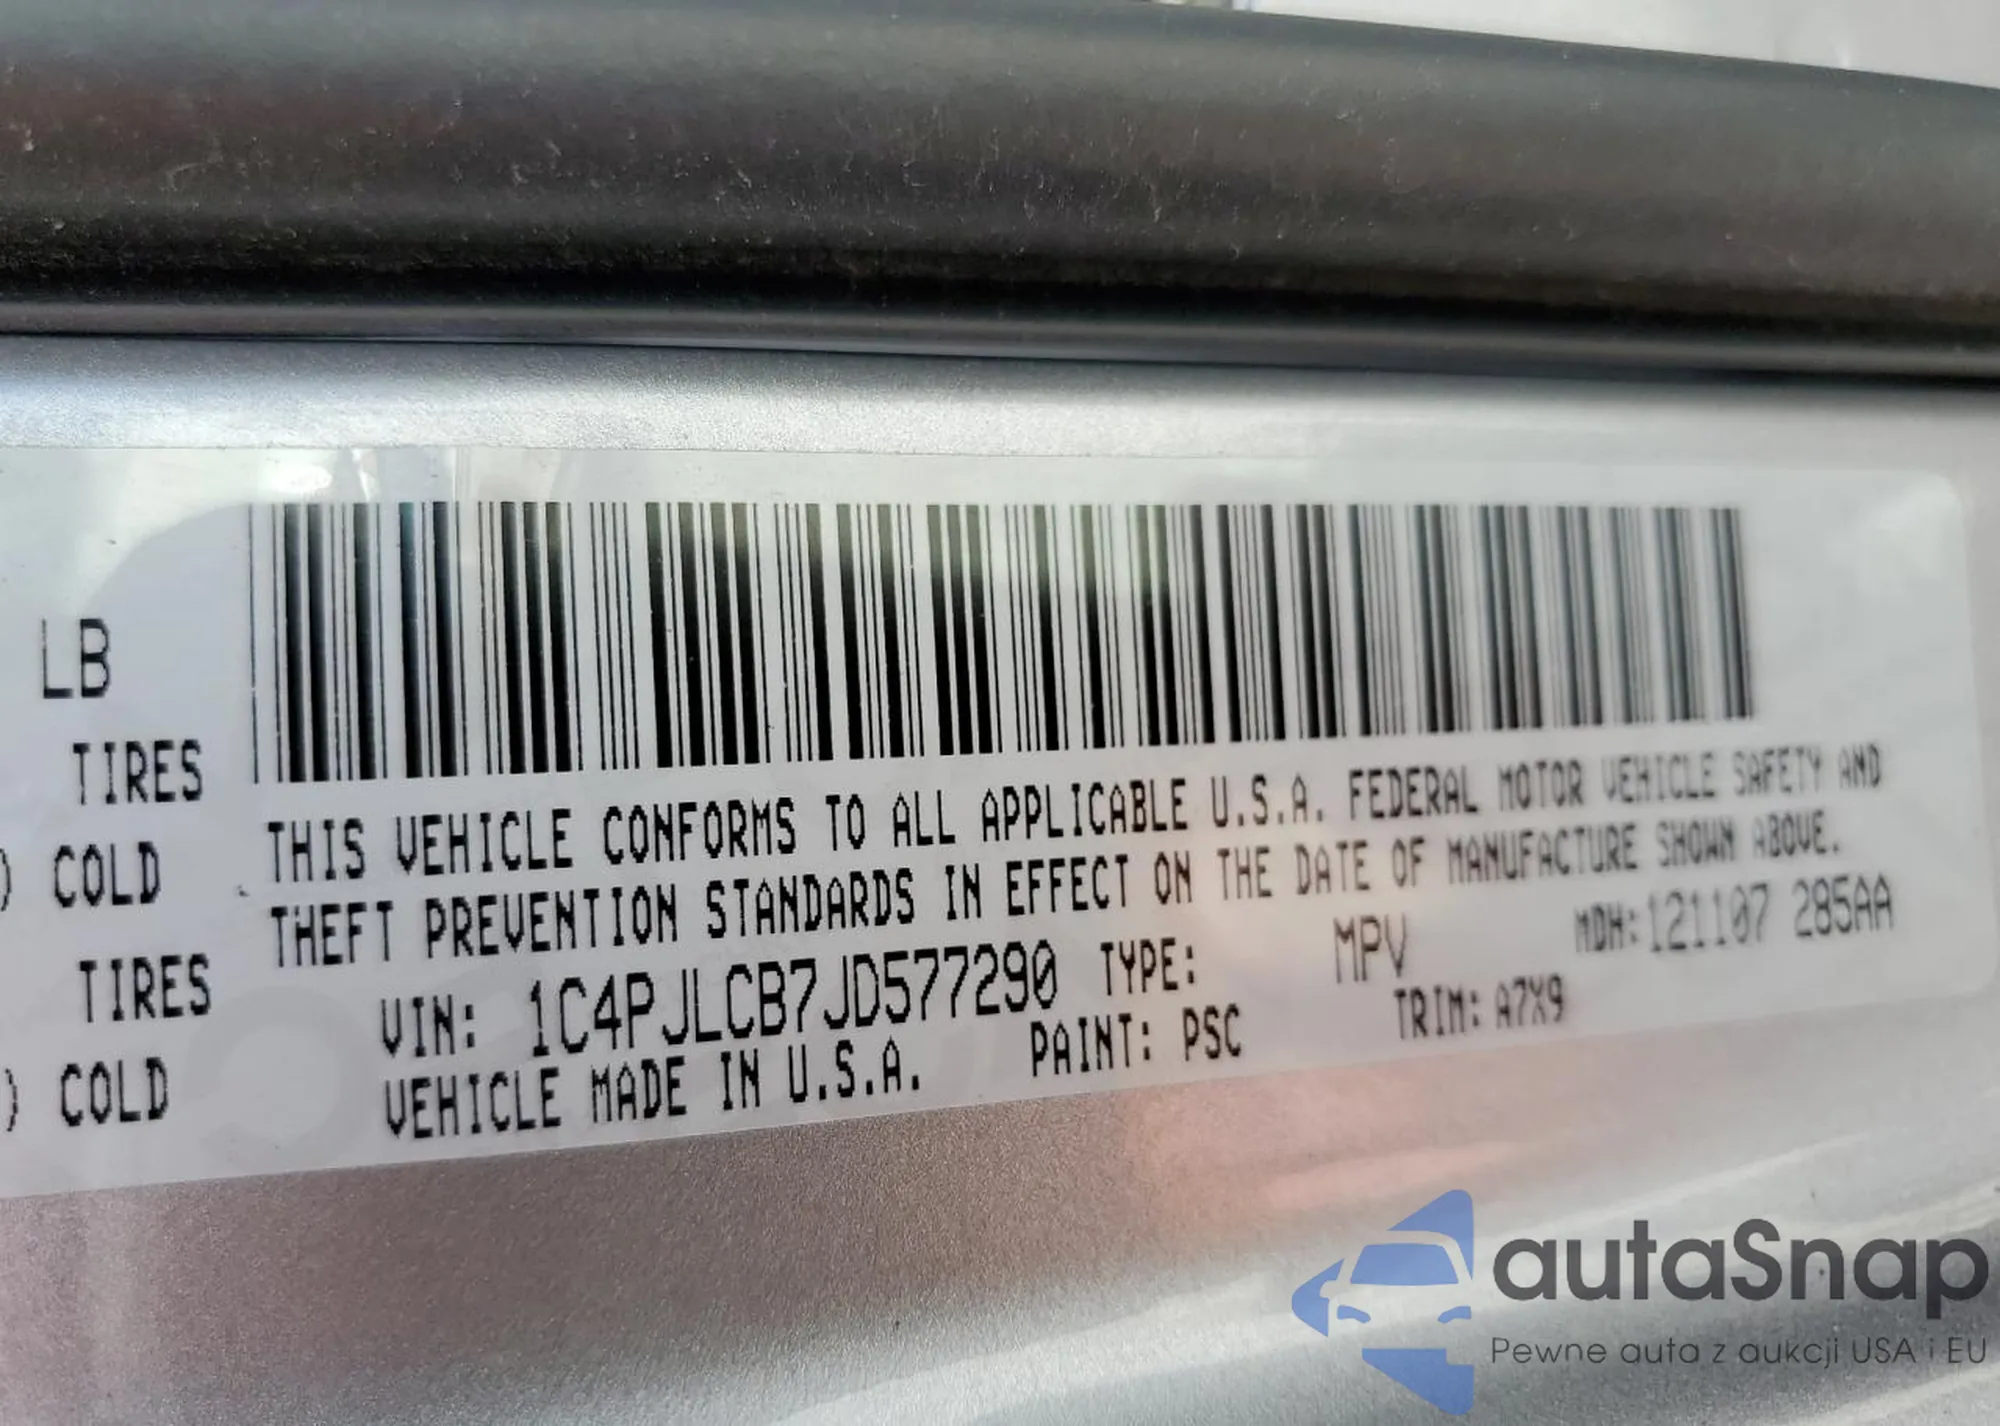 LB
TIRES
) COLD
TIRES
) COLD
THIS VEHICLE CONFORMS TO ALL APPLICABLE U.S.A. FEDERAL MOTOR VEHICLE SAFETY AND
THEFT PREVENTION STANDARDS IN EFFECT ON THE DATE OF MANUFACTURE SHOWN ABOVE.
VIN: 1C4PJLCB7JD577290 TYPE: MPV MDH:121107 285AA
VEHICLE MADE IN U.S.A. PAINT: PSC TRIM: A7X9
autaSnap
Pewne auta z aukcji USA i EU